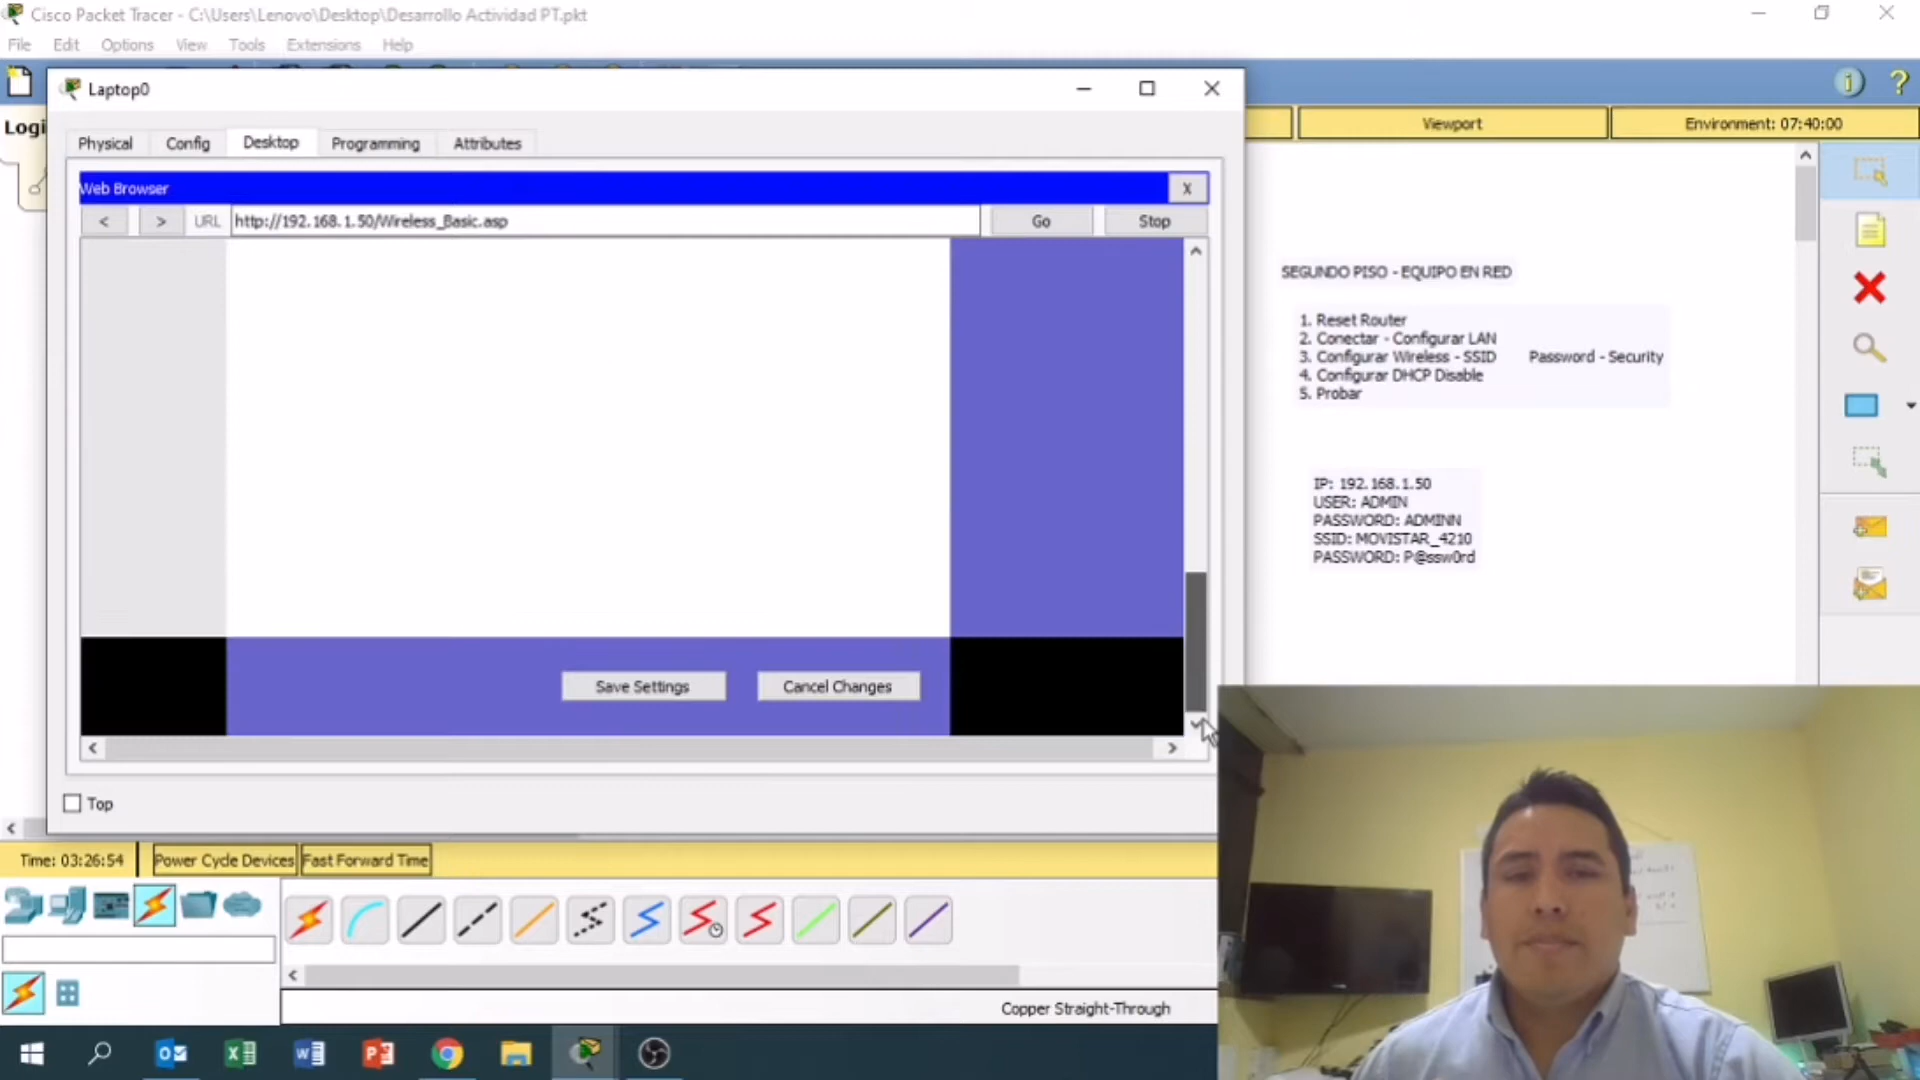 Cisco Packet Tracer - C:\Users\Lenovo\Desktop\Desarrollo Actividad PT.pkt
File Edit Options View Tools Extensions Help
Laptop0
Physical Config Desktop Programming Attributes
Web Browser X
< > URL http://192.168.1.50/Wireless_Basic.asp Go Stop
Save Settings Cancel Changes
Top
Logi
Viewport Environment: 07:40:00
SEGUNDO PISO - EQUIPO EN RED
1. Reset Router
2. Conectar - Configurar LAN
3. Configurar Wireless - SSID Password - Security
4. Configurar DHCP Disable
5. Probar
IP: 192.168.1.50
USER: ADMIN
PASSWORD: ADMINN
SSID: MOVISTAR_4210
PASSWORD: P@ssw0rd
Time: 03:26:54 Power Cycle Devices Fast Forward Time
Copper Straight-Through